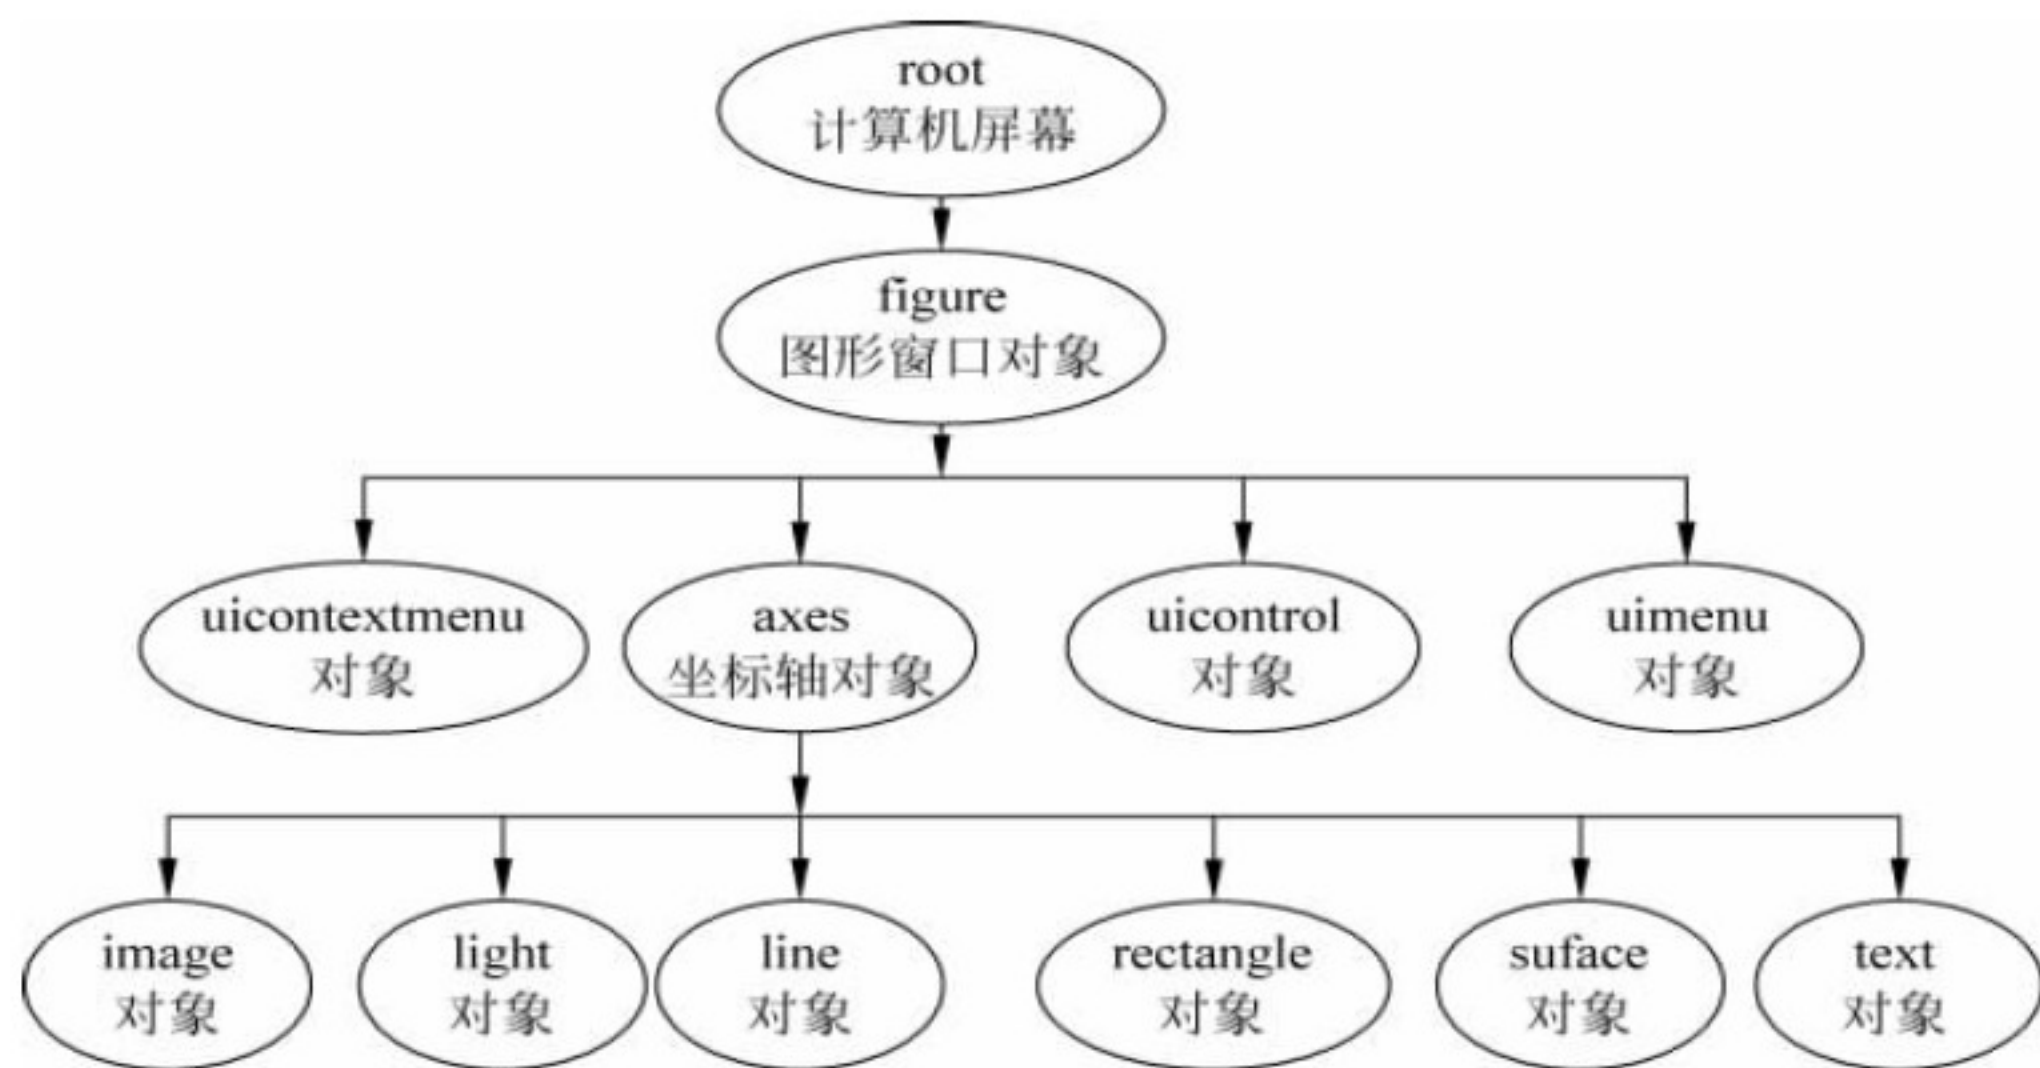 root
计算机屏幕
figure
图形窗口对象
uicontextmenu
对象
axes
坐标轴对象
uicontrol
对象
uimenu
对象
image
对象
light
对象
line
对象
rectangle
对象
suface
对象
text
对象